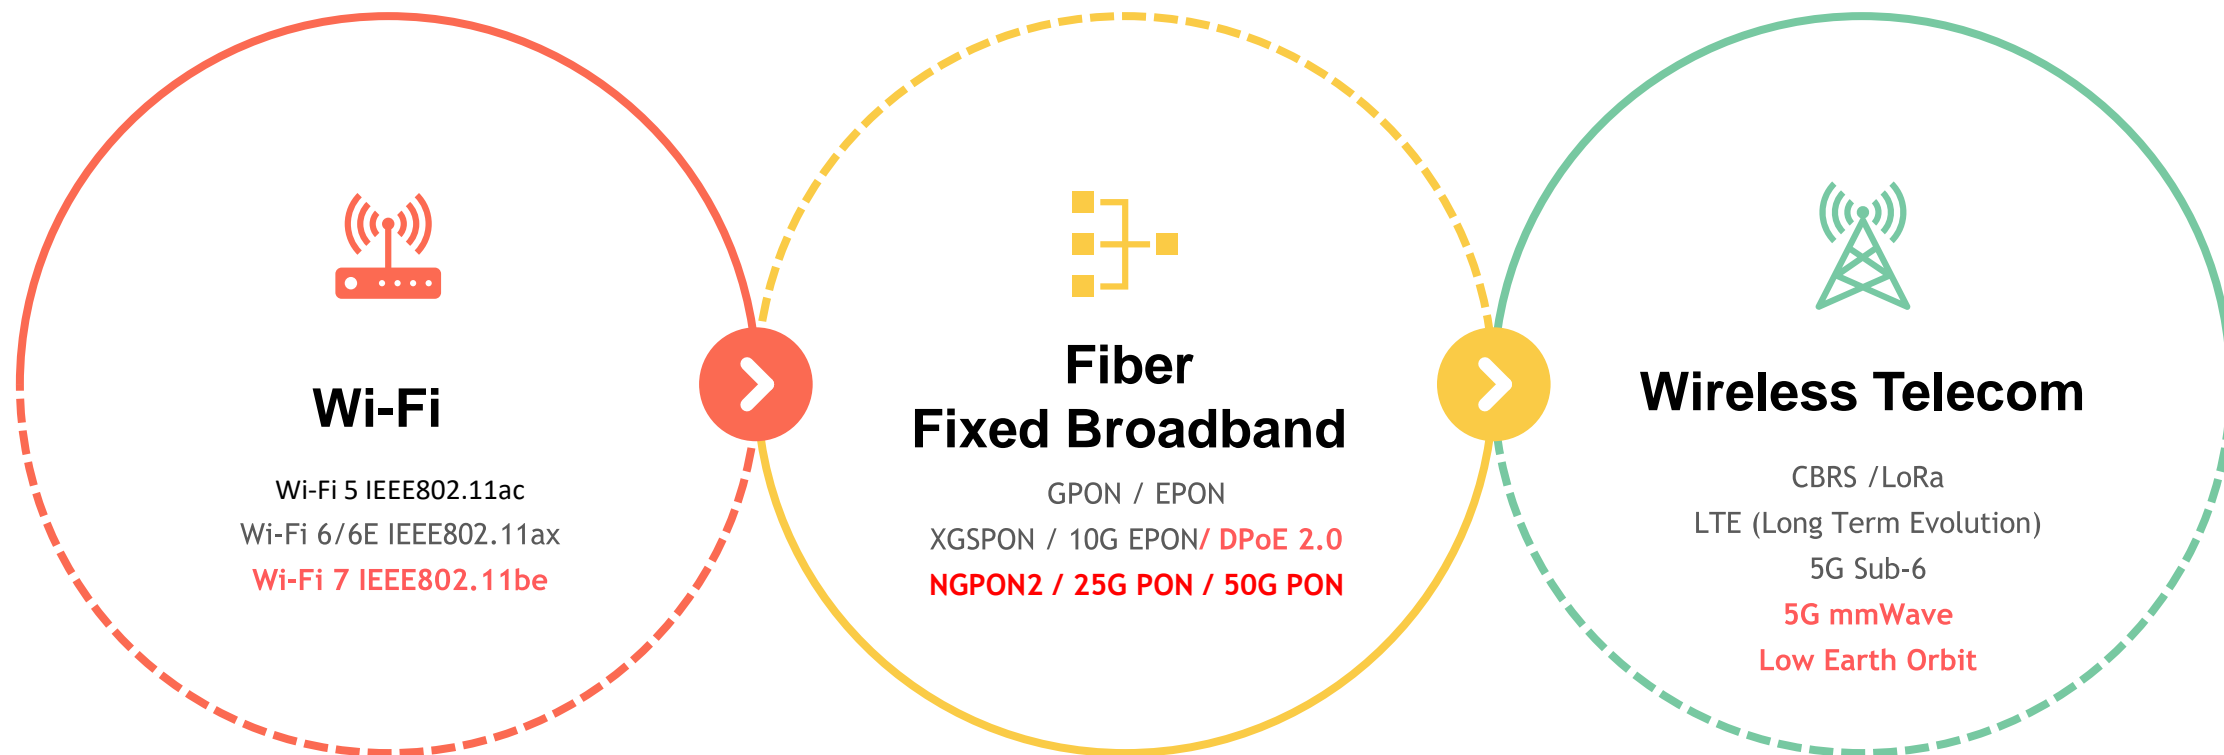 Wi-Fi
Wi-Fi 5 IEEE802.11ac
Wi-Fi 6/6E IEEE802.11ax
Wi-Fi 7 IEEE802.11be
Fiber
Fixed Broadband
GPON / EPON
XGSPON / 10G EPON/ DPoE 2.0
NGPON2 / 25G PON / 50G PON
Wireless Telecom
CBRS /LoRa
LTE (Long Term Evolution)
5G Sub-6
5G mmWave
Low Earth Orbit